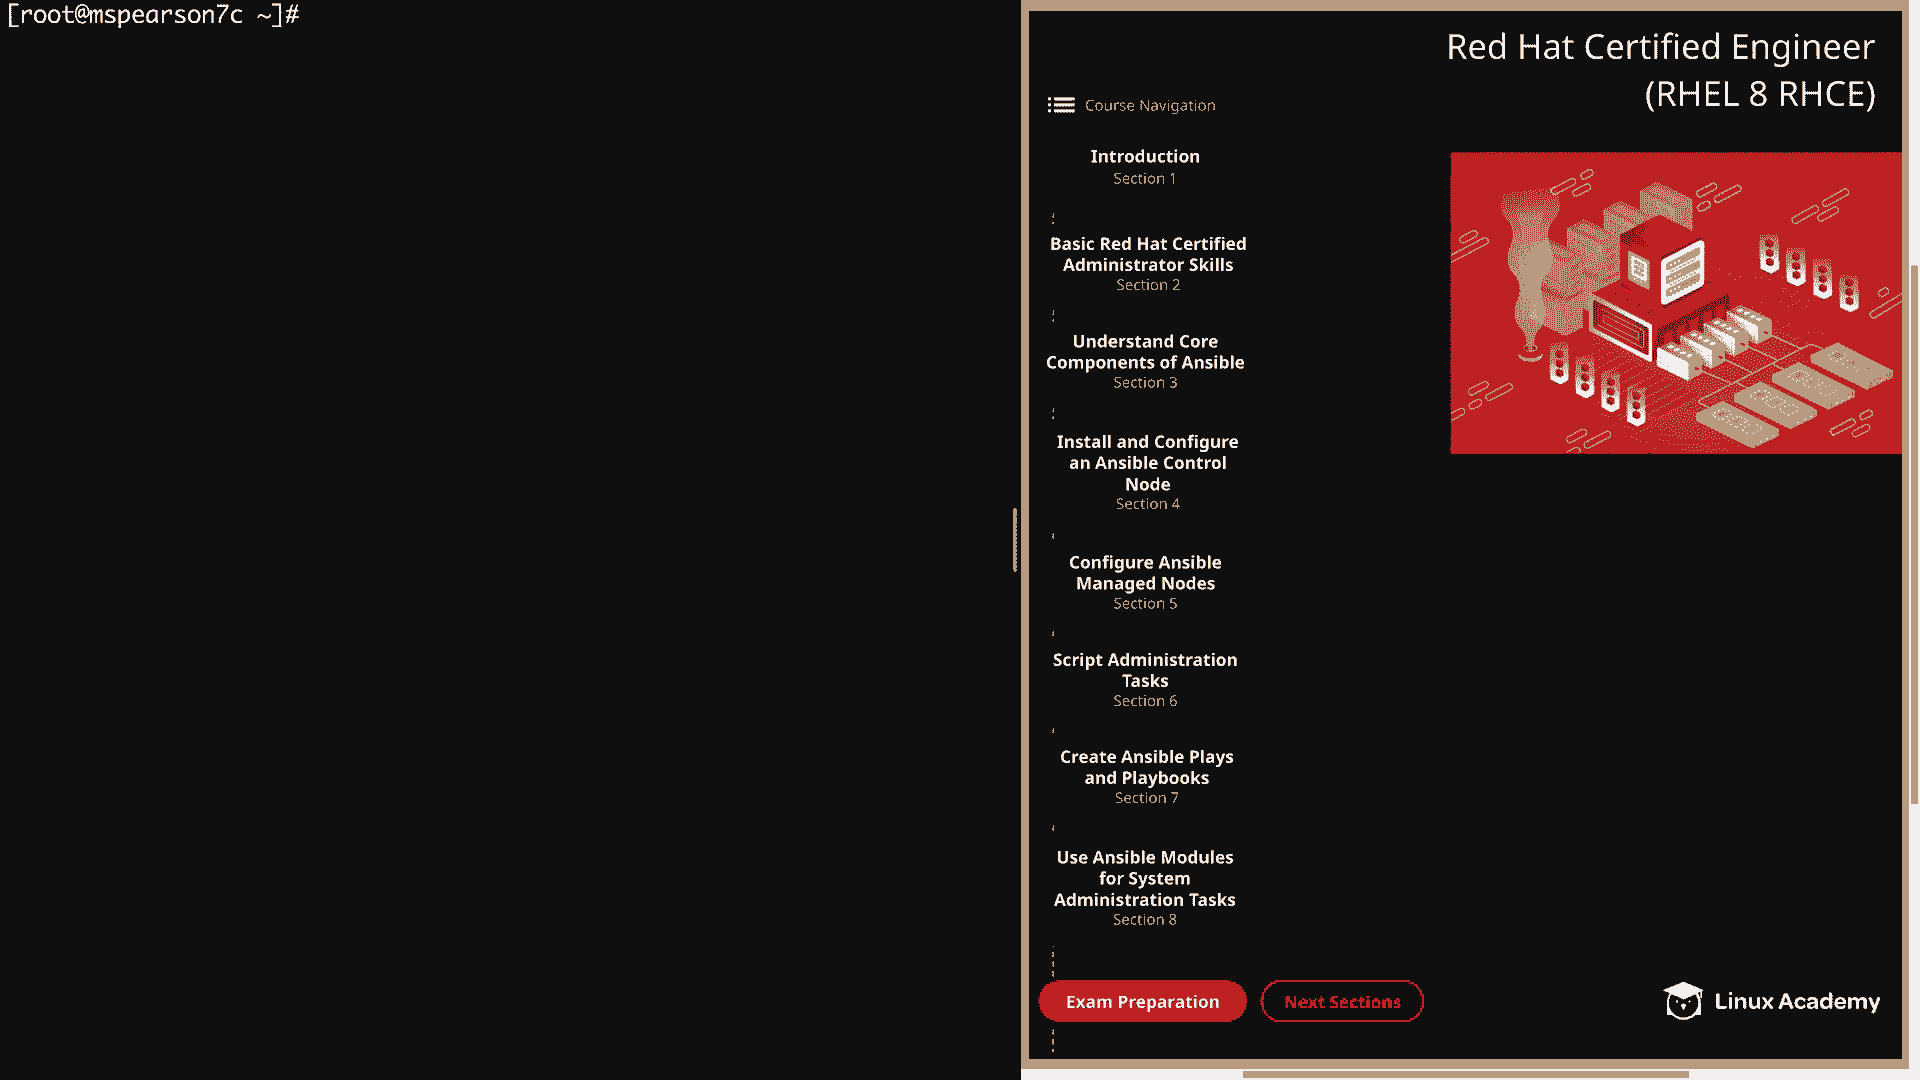 [root@mspearson7c ~]#
Red Hat Certified Engineer
(RHEL 8 RHCE)
Course Navigation
Introduction
Section 1
Basic Red Hat Certified
Administrator Skills
Section 2
Understand Core
Components of Ansible
Section 3
Install and Configure
an Ansible Control
Node
Section 4
Configure Ansible
Managed Nodes
Section 5
Script Administration
Tasks
Section 6
Create Ansible Plays
and Playbooks
Section 7
Use Ansible Modules
for System
Administration Tasks
Section 8
Exam Preparation
Next Sections
Linux Academy